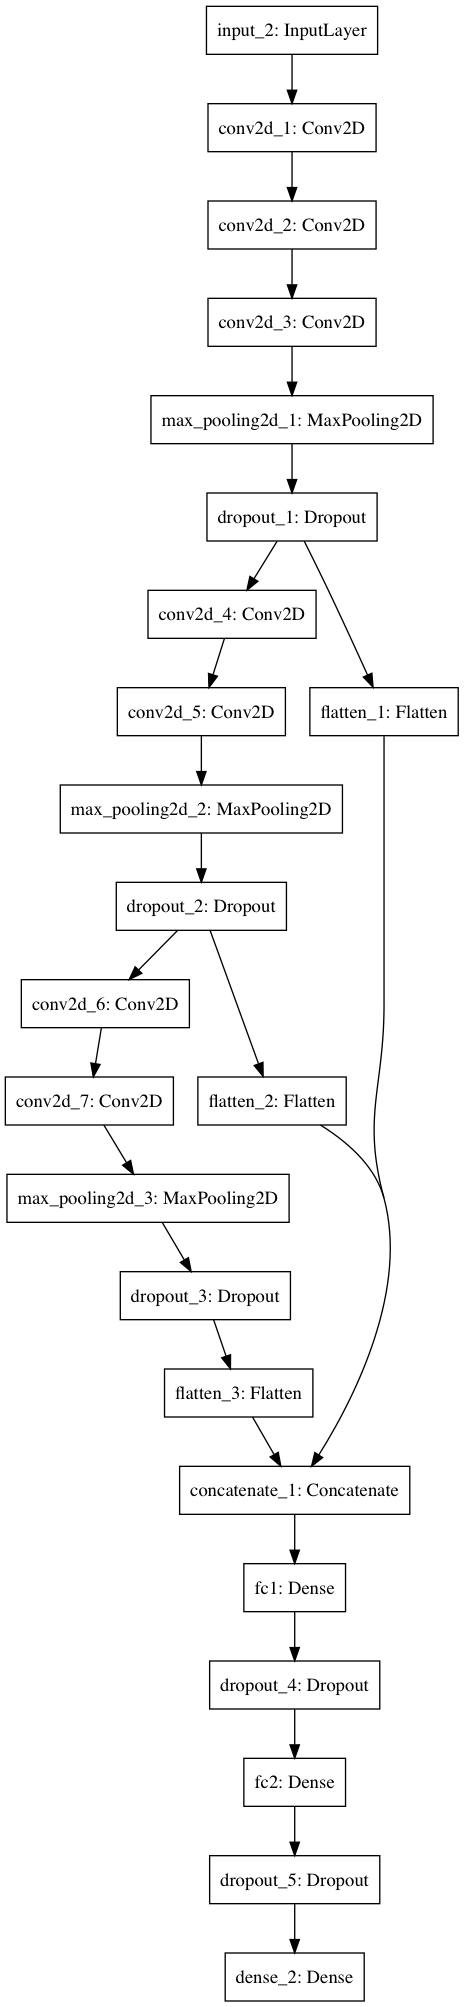 input_2: InputLayer
conv2d_1: Conv2D
conv2d_2: Conv2D
conv2d_3: Conv2D
max_pooling2d_1: MaxPooling2D
dropout_1: Dropout
conv2d_4: Conv2D
conv2d_5: Conv2D
flatten_1: Flatten
max_pooling2d_2: MaxPooling2D
dropout_2: Dropout
conv2d_6: Conv2D
conv2d_7: Conv2D
flatten_2: Flatten
max_pooling2d_3: MaxPooling2D
dropout_3: Dropout
flatten_3: Flatten
concatenate_1: Concatenate
fc1: Dense
dropout_4: Dropout
fc2: Dense
dropout_5: Dropout
dense_2: Dense